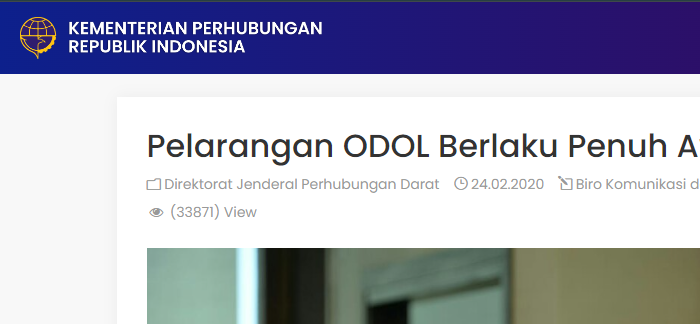 KEMENTERIAN PERHUBUNGAN
REPUBLIK INDONESIA
Pelarangan ODOL Berlaku Penuh
Direktorat Jenderal Perhubungan Darat 24.02.2020 Biro Komunikasi d
(33871) View